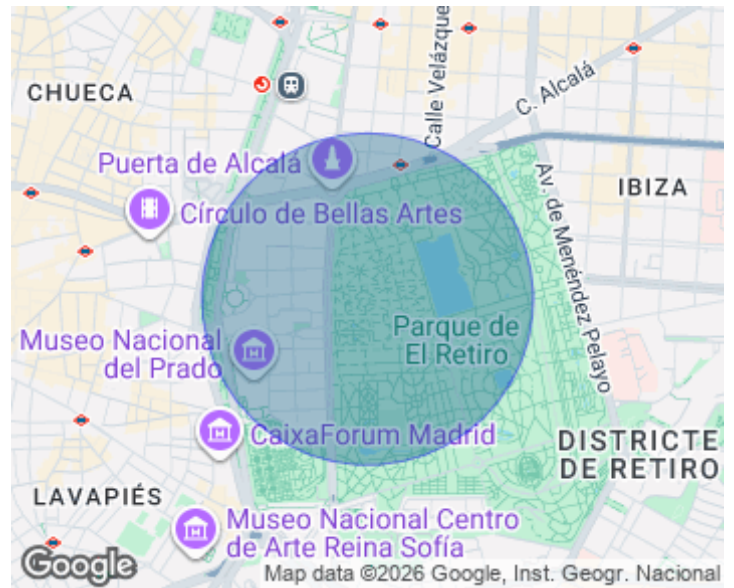 CHUECA
Calle Velázquez
C. Alcalá
Puerta de Alcalá
Av. de Menéndez Pelayo
IBIZA
Círculo de Bellas Artes
Museo Nacional
del Prado
Parque de
El Retiro
CaixaForum Madrid
DISTRICTE
DE RETIRO
LAVAPIÉS
Museo Nacional Centro
de Arte Reina Sofía
Google
Map data ©2026 Google, Inst. Geogr. Nacional